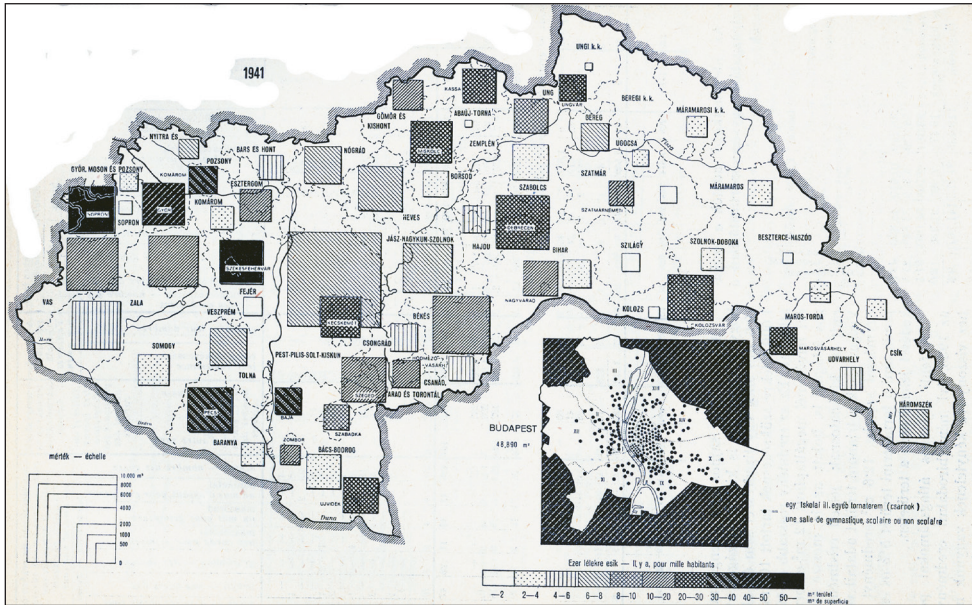 1941
UNGI k.k.
KASSA
UNG
UNGVÁR
BEREGI k.k.
MÁRAMAROSI k.k.
GÖMÖR ÉS
KISHONT
ABAÚJ-TORNA
BEREG
NYITRA ÉS
POZSONY
BARS ÉS HONT
NÓGRÁD
MISKOLC
ZEMPLÉN
UGOCSA
Tisza
GYŐR, MOSON ÉS POZSONY
KOMÁROM
ESZTERGOM
BORSOD
SZABOLCS
SZATMÁR
MÁRAMAROS
SOPRON
GYŐR
SOPRON
KOMÁROM
HEVES
SZATMÁRNÉMETI
HAJDU
DEBRECEN
JÁSZ-NAGYKUN-SZOLNOK
BIHAR
SZILÁGY
SZOLNOK-DOBOKA
BESZTERCE-NASZÓD
SZÉKESFEHÉRVÁR
FEJÉR
NAGYVÁRAD
VAS
ZALA
VESZPRÉM
KECSKEMÉT
BÉKÉS
KOLOZS
KOLOZSVÁR
MAROS-TORDA
CSONGRÁD
MAROSVÁSÁRHELY
SOMOGY
TOLNA
PEST-PILIS-SOLT-KISKUN
HÓDMEZŐ-
VÁSÁRH.
CSANÁD,
ARAD ÉS TORONTÁL
UDVARHELY
CSÍK
SZEGED
PÉCS
BAJA
SZABADKA
HÁROMSZÉK
BUDAPEST
48,890 m²
BARANYA
ZOMBOR
BÁCS-BODROG
UJVIDÉK
Duna
mérték — échelle
10.000 m²
8000
6000
4000
2000
1000
500
0
egy iskolai ill. egyéb tornaterem (csarnok)
une salle de gymnastique, scolaire ou non scolaire
Ezer lélekre esik — Il y a, pour mille habitants
—2 2—4 4—6 6—8 8—10 10—20 20—30 30—40 40—50 50— m² terület
m² de superficie